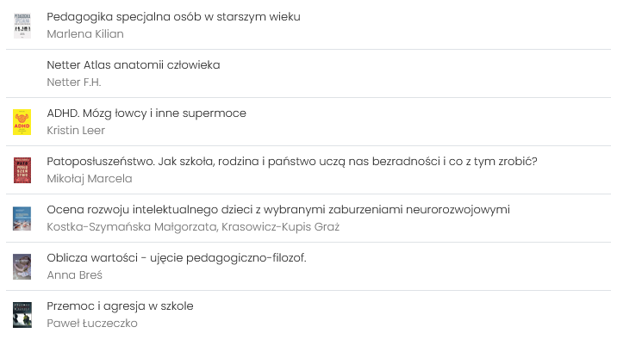 Pedagogika specjalna osób w starszym wieku
Marlena Kilian
Netter Atlas anatomii człowieka
Netter F.H.
ADHD
ADHD. Mózg łowcy i inne supermoce
Kristin Leer
Patoposłuszeństwo. Jak szkoła, rodzina i państwo uczą nas bezradności i co z tym zrobić?
Mikołaj Marcela
Ocena rozwoju intelektualnego dzieci z wybranymi zaburzeniami neurorozwojowymi
Kostka-Szymańska Małgorzata, Krasowicz-Kupis Graż
Oblicza wartości - ujęcie pedagogiczno-filozof.
Anna Breś
Przemoc i agresja w szkole
Paweł Łuczeczko